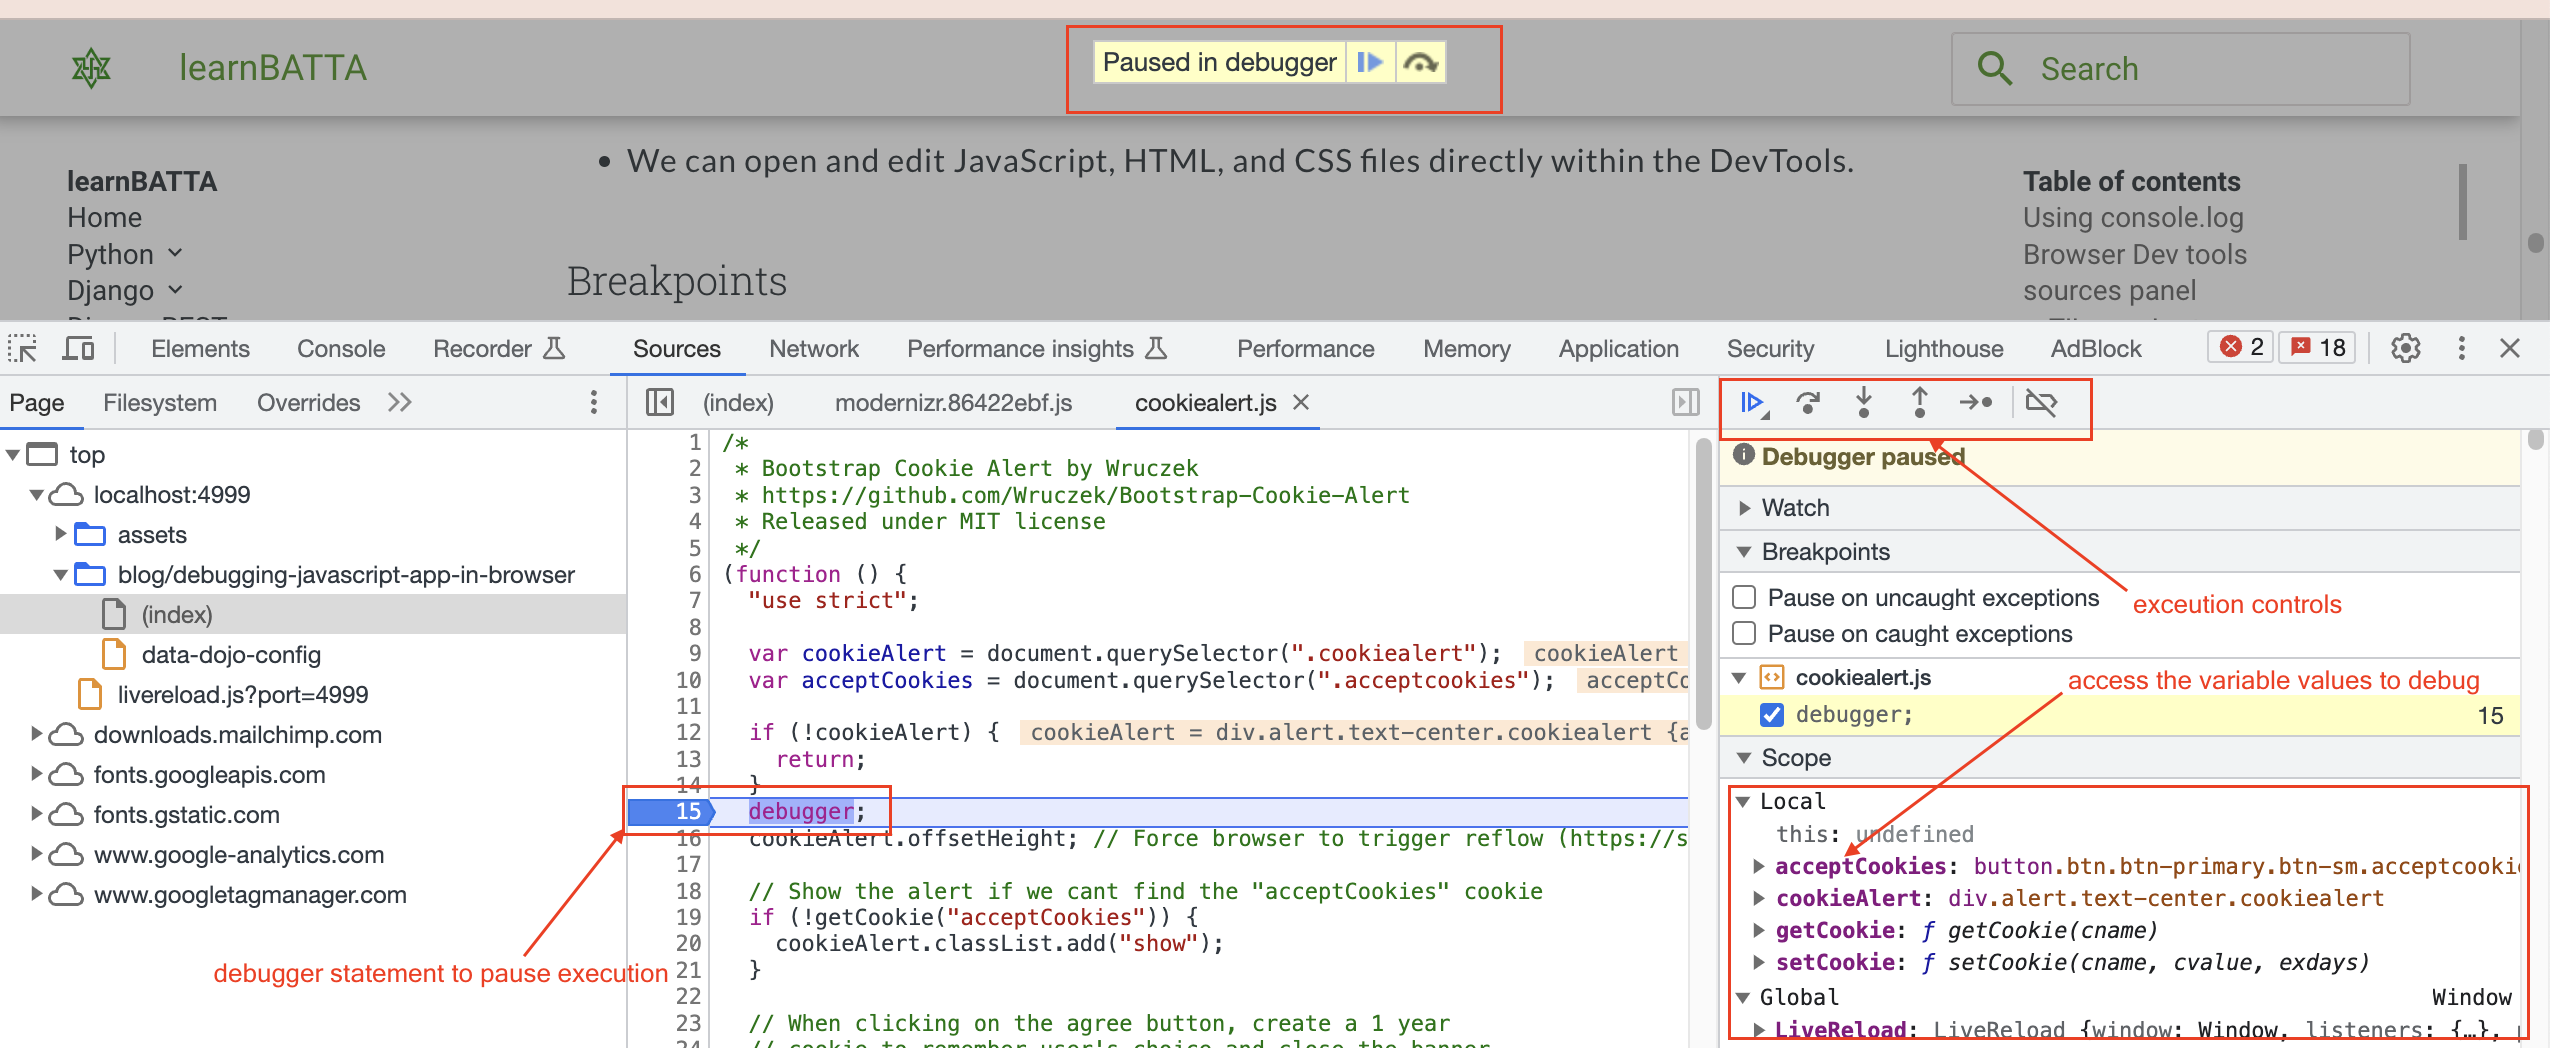 learnBATTA
Paused in debugger
Search
We can open and edit JavaScript, HTML, and CSS files directly within the DevTools.
learnBATTA
Home
Python
Django
Breakpoints
Table of contents
Using console.log
Browser Dev tools
sources panel
Elements Console Recorder Sources Network Performance insights Performance Memory Application Security Lighthouse AdBlock 2 18
Page Filesystem Overrides
(index) modernizr.86422ebf.js cookiealert.js
top
localhost:4999
assets
blog/debugging-javascript-app-in-browser
(index)
data-dojo-config
livereload.js?port=4999
downloads.mailchimp.com
fonts.googleapis.com
fonts.gstatic.com
www.google-analytics.com
www.googletagmanager.com
debugger statement to pause execution
1 /*
2 * Bootstrap Cookie Alert by Wruczek
3 * https://github.com/Wruczek/Bootstrap-Cookie-Alert
4 * Released under MIT license
5 */
6 (function () {
7 "use strict";
8
9 var cookieAlert = document.querySelector(".cookiealert"); cookieAlert
10 var acceptCookies = document.querySelector(".acceptcookies"); acceptCo
11
12 if (!cookieAlert) { cookieAlert = div.alert.text-center.cookiealert {a
13 return;
14 }
15 debugger;
16 cookieAlert.offsetHeight; // Force browser to trigger reflow (https://s
17
18 // Show the alert if we cant find the "acceptCookies" cookie
19 if (!getCookie("acceptCookies")) {
20 cookieAlert.classList.add("show");
21 }
22
23 // When clicking on the agree button, create a 1 year
24 // cookie to remember user's choice and close the banner
Debugger paused
Watch
Breakpoints
Pause on uncaught exceptions
Pause on caught exceptions
exceution controls
cookiealert.js
access the variable values to debug
debugger; 15
Scope
Local
this: undefined
acceptCookies: button.btn.btn-primary.btn-sm.acceptcooki
cookieAlert: div.alert.text-center.cookiealert
getCookie: ƒ getCookie(cname)
setCookie: ƒ setCookie(cname, cvalue, exdays)
Global Window
LiveReload: LiveReload {window: Window, listeners: {…},